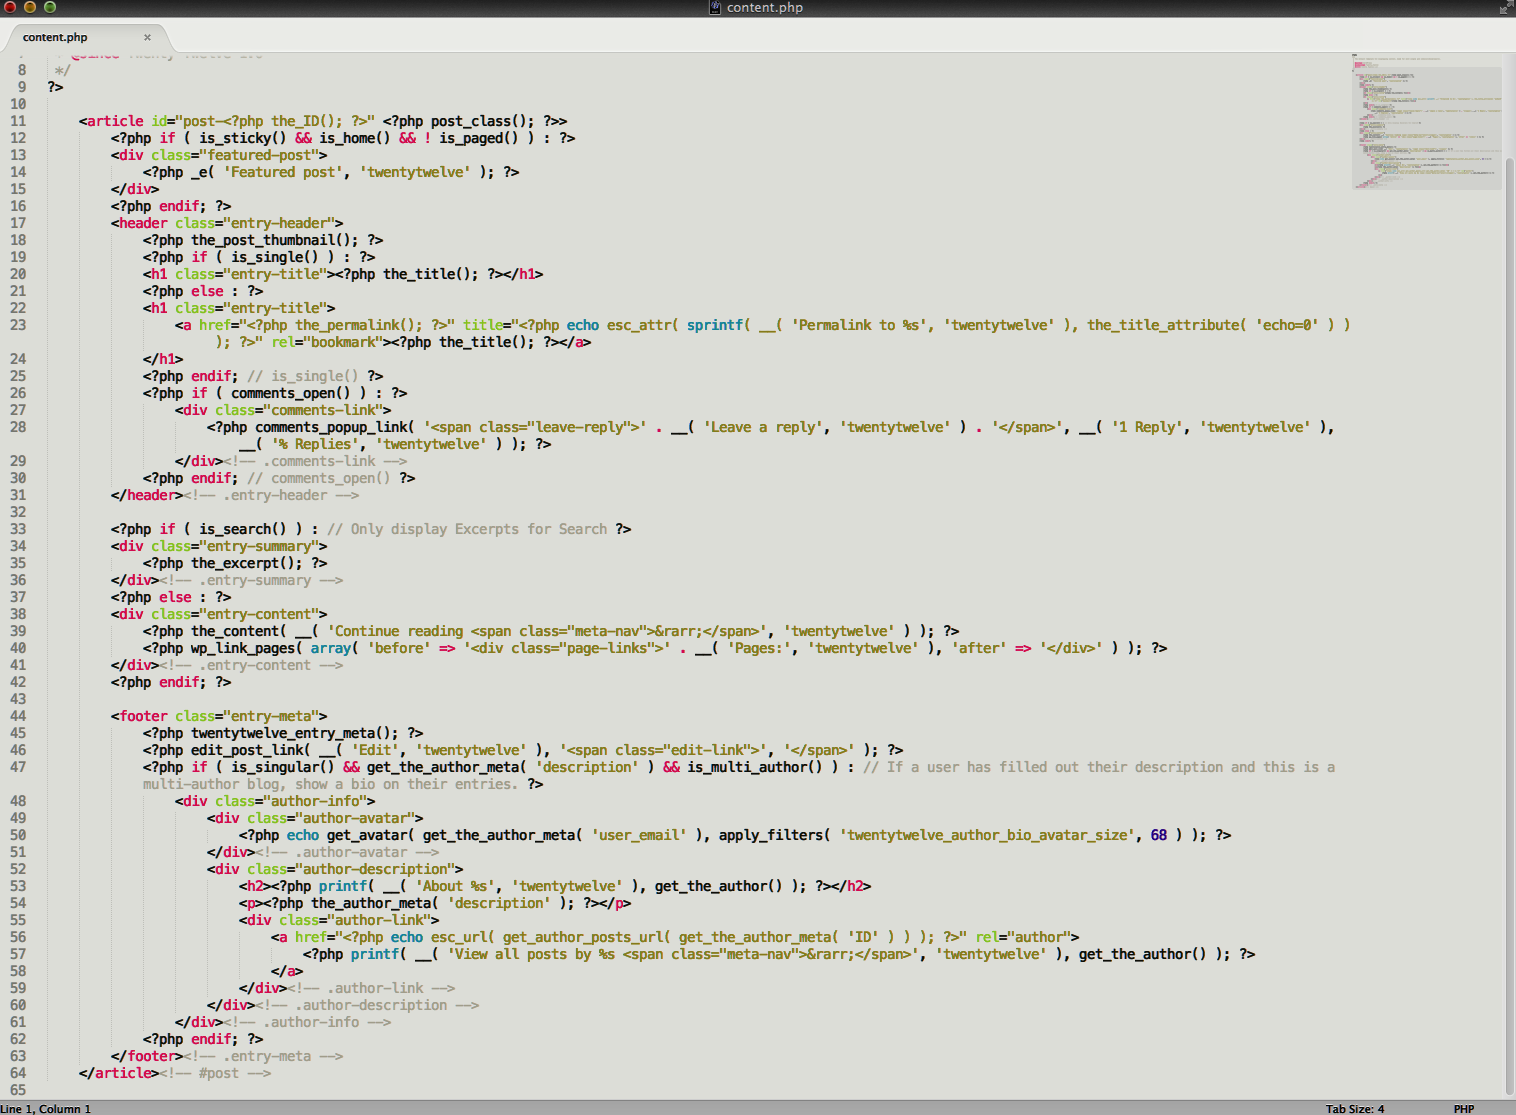 content.php
content.php ×
7 @since Twenty Twelve 1.0
8 */
9 ?>
10
11 <article id="post-<?php the_ID(); ?>" <?php post_class(); ?>>
12 <?php if ( is_sticky() && is_home() && ! is_paged() ) : ?>
13 <div class="featured-post">
14 <?php _e( 'Featured post', 'twentytwelve' ); ?>
15 </div>
16 <?php endif; ?>
17 <header class="entry-header">
18 <?php the_post_thumbnail(); ?>
19 <?php if ( is_single() ) : ?>
20 <h1 class="entry-title"><?php the_title(); ?></h1>
21 <?php else : ?>
22 <h1 class="entry-title">
23 <a href="<?php the_permalink(); ?>" title="<?php echo esc_attr( sprintf( __( 'Permalink to %s', 'twentytwelve' ), the_title_attribute( 'echo=0' ) )
); ?>" rel="bookmark"><?php the_title(); ?></a>
24 </h1>
25 <?php endif; // is_single() ?>
26 <?php if ( comments_open() ) : ?>
27 <div class="comments-link">
28 <?php comments_popup_link( '<span class="leave-reply">' . __( 'Leave a reply', 'twentytwelve' ) . '</span>', __( '1 Reply', 'twentytwelve' ),
__( '% Replies', 'twentytwelve' ) ); ?>
29 </div><!-- .comments-link -->
30 <?php endif; // comments_open() ?>
31 </header><!-- .entry-header -->
32
33 <?php if ( is_search() ) : // Only display Excerpts for Search ?>
34 <div class="entry-summary">
35 <?php the_excerpt(); ?>
36 </div><!-- .entry-summary -->
37 <?php else : ?>
38 <div class="entry-content">
39 <?php the_content( __( 'Continue reading <span class="meta-nav">&rarr;</span>', 'twentytwelve' ) ); ?>
40 <?php wp_link_pages( array( 'before' => '<div class="page-links">' . __( 'Pages:', 'twentytwelve' ), 'after' => '</div>' ) ); ?>
41 </div><!-- .entry-content -->
42 <?php endif; ?>
43
44 <footer class="entry-meta">
45 <?php twentytwelve_entry_meta(); ?>
46 <?php edit_post_link( __( 'Edit', 'twentytwelve' ), '<span class="edit-link">', '</span>' ); ?>
47 <?php if ( is_singular() && get_the_author_meta( 'description' ) && is_multi_author() ) : // If a user has filled out their description and this is a
multi-author blog, show a bio on their entries. ?>
48 <div class="author-info">
49 <div class="author-avatar">
50 <?php echo get_avatar( get_the_author_meta( 'user_email' ), apply_filters( 'twentytwelve_author_bio_avatar_size', 68 ) ); ?>
51 </div><!-- .author-avatar -->
52 <div class="author-description">
53 <h2><?php printf( __( 'About %s', 'twentytwelve' ), get_the_author() ); ?></h2>
54 <p><?php the_author_meta( 'description' ); ?></p>
55 <div class="author-link">
56 <a href="<?php echo esc_url( get_author_posts_url( get_the_author_meta( 'ID' ) ) ); ?>" rel="author">
57 <?php printf( __( 'View all posts by %s <span class="meta-nav">&rarr;</span>', 'twentytwelve' ), get_the_author() ); ?>
58 </a>
59 </div><!-- .author-link -->
60 </div><!-- .author-description -->
61 </div><!-- .author-info -->
62 <?php endif; ?>
63 </footer><!-- .entry-meta -->
64 </article><!-- #post -->
65
Line 1, Column 1 Tab Size: 4 PHP